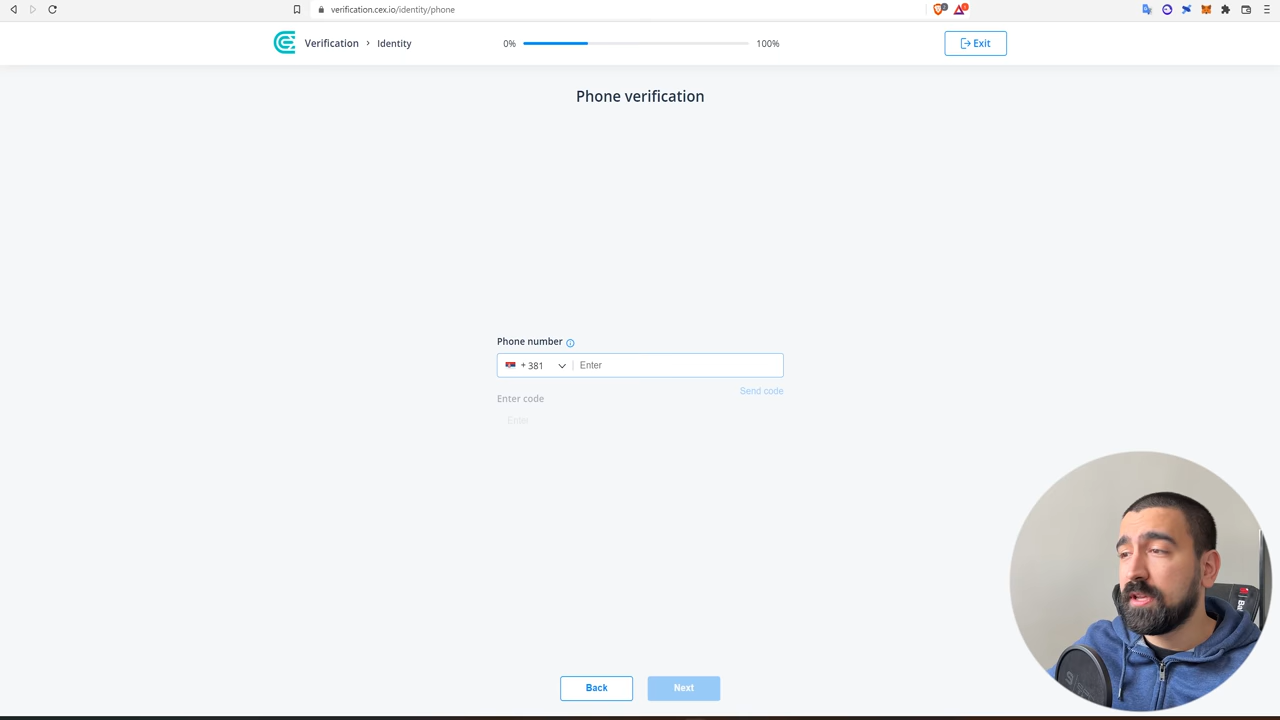 verification.cex.io/identity/phone
Verification > Identity
0%
100%
Exit
Phone verification
Phone number
+ 381
Enter
Send code
Enter code
Enter
Back
Next